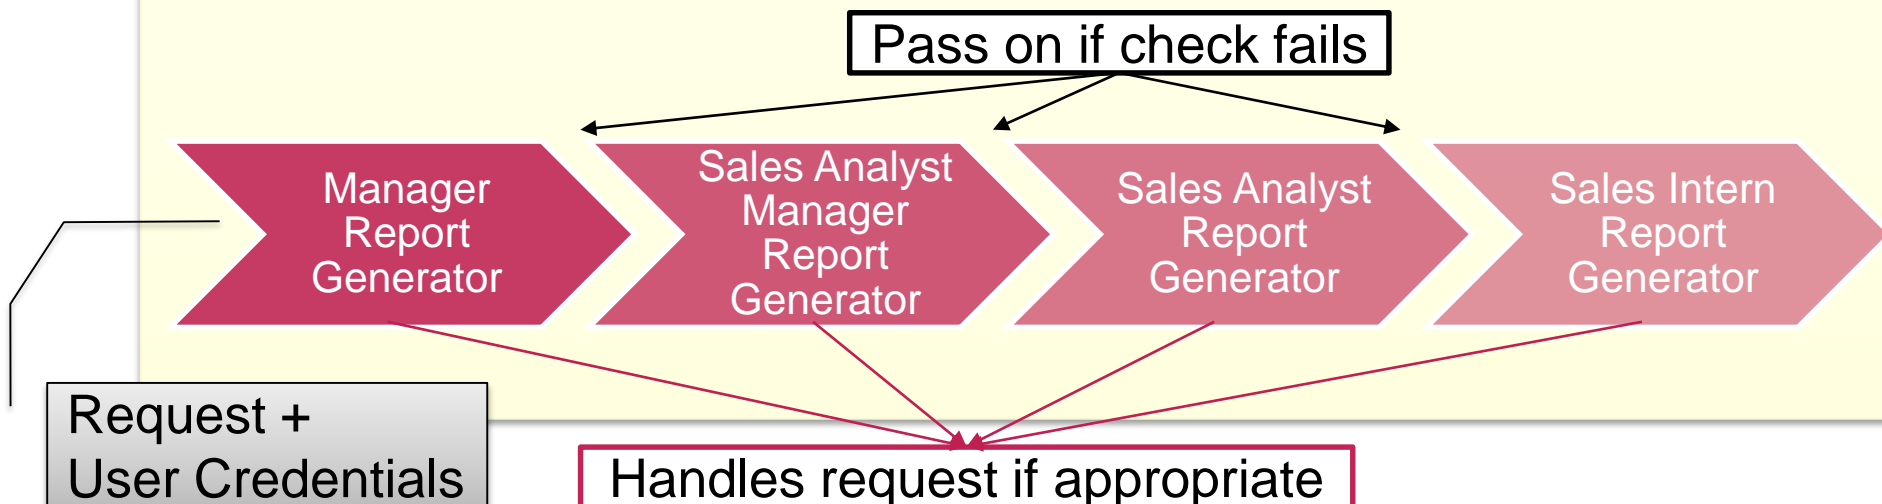 Pass on if check fails
Manager
Report
Generator
Sales Analyst
Manager
Report
Generator
Sales Analyst
Report
Generator
Sales Intern
Report
Generator
Request +
User Credentials
Handles request if appropriate